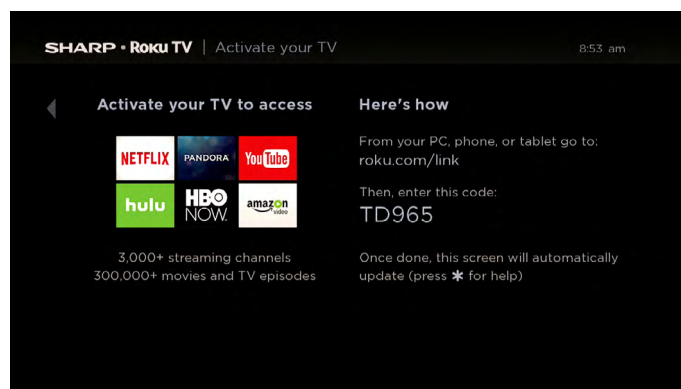 SHARP • Roku TV | Activate your TV
8:53 am
Activate your TV to access
NETFLIX PANDORA YouTube
hulu HBO NOW. amazon video
3,000+ streaming channels
300,000+ movies and TV episodes
Here's how
From your PC, phone, or tablet go to:
roku.com/link
Then, enter this code:
TD965
Once done, this screen will automatically
update (press * for help)